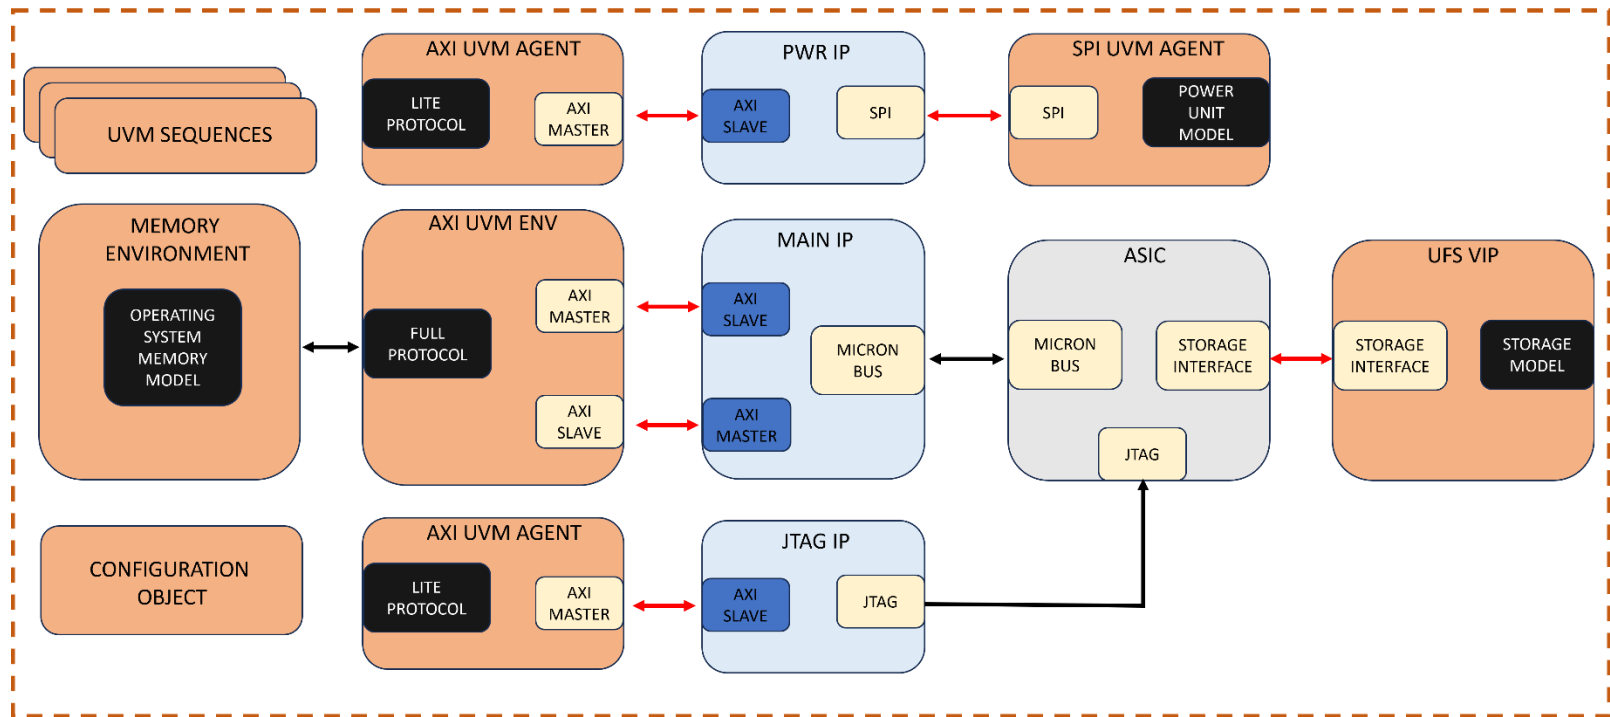 UVM SEQUENCES
AXI UVM AGENT
LITE
PROTOCOL
AXI
MASTER
PWR IP
AXI
SLAVE
SPI
SPI UVM AGENT
SPI
POWER
UNIT
MODEL
MEMORY
ENVIRONMENT
OPERATING
SYSTEM
MEMORY
MODEL
AXI UVM ENV
FULL
PROTOCOL
AXI
MASTER
AXI
SLAVE
MAIN IP
AXI
SLAVE
AXI
MASTER
MICRON
BUS
ASIC
MICRON
BUS
STORAGE
INTERFACE
JTAG
UFS VIP
STORAGE
INTERFACE
STORAGE
MODEL
CONFIGURATION
OBJECT
AXI UVM AGENT
LITE
PROTOCOL
AXI
MASTER
JTAG IP
AXI
SLAVE
JTAG